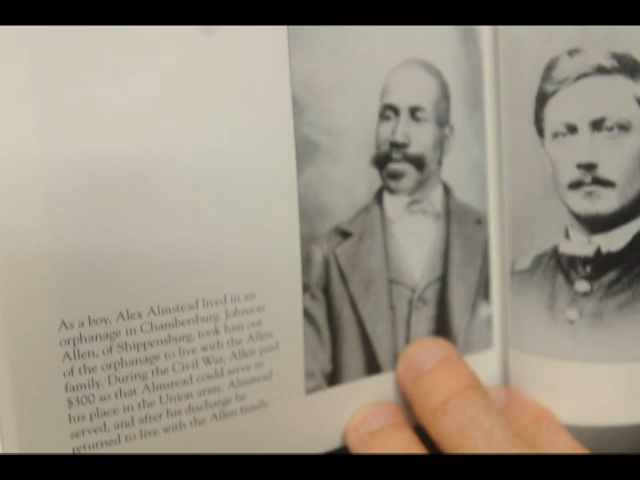 As a boy, Alex Almstead lived in an
orphanage in Chambersburg. Johnson
Allen, of Shippensburg, took him out
of the orphanage to live with the Allen
family. During the Civil War, Allen paid
$300 so that Almstead could serve in
his place in the Union army. Almstead
served, and after his discharge he
returned to live with the Allen family.